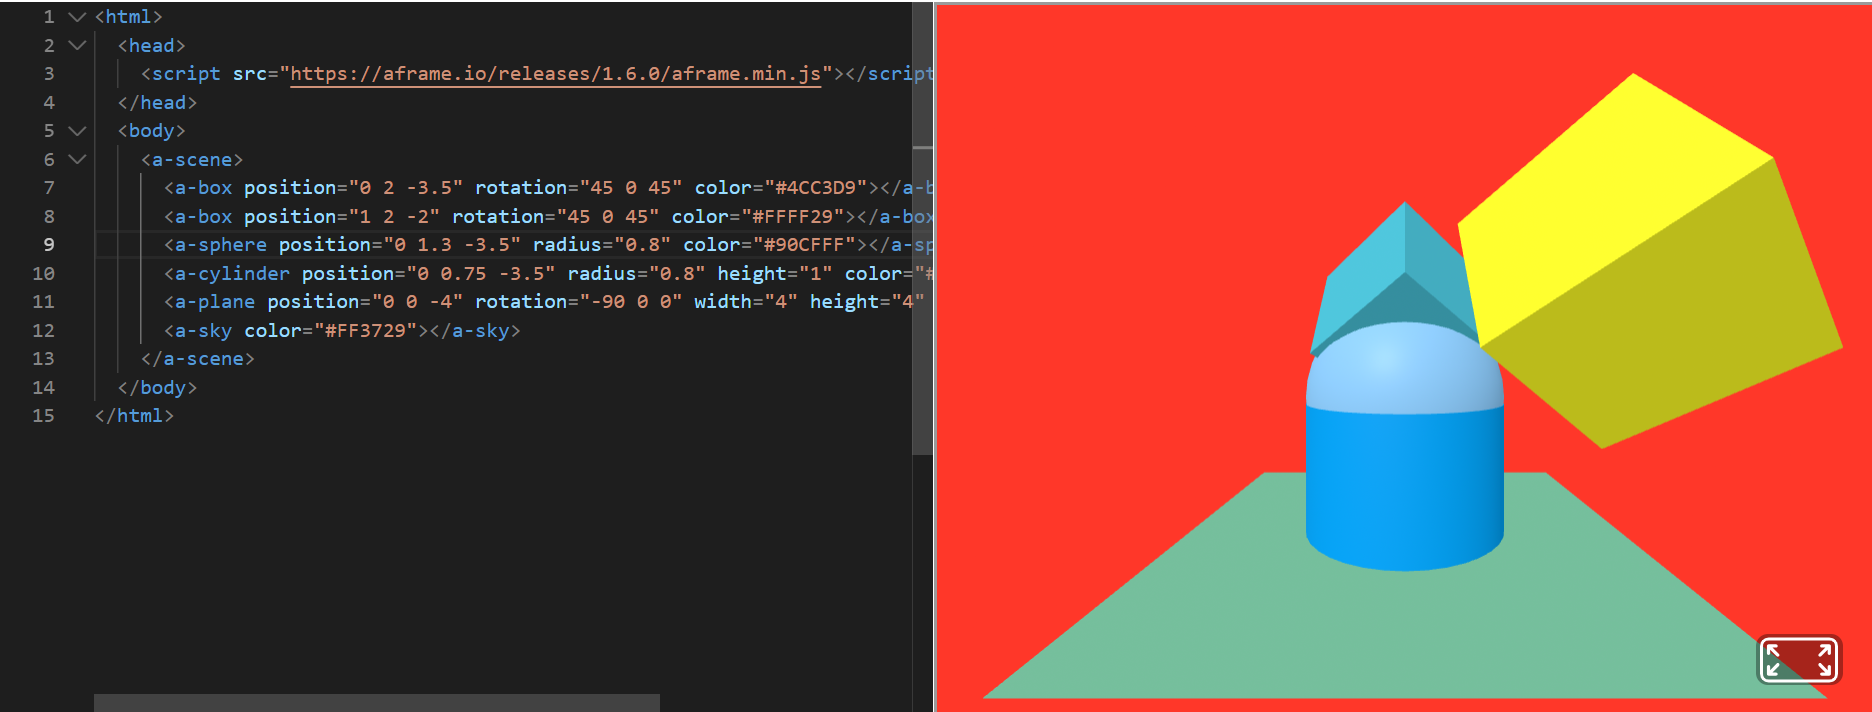 1 <html>
2 <head>
3 <script src="https://aframe.io/releases/1.6.0/aframe.min.js"></script
4 </head>
5 <body>
6 <a-scene>
7 <a-box position="0 2 -3.5" rotation="45 0 45" color="#4CC3D9"></a-b
8 <a-box position="1 2 -2" rotation="45 0 45" color="#FFFF29"></a-box
9 <a-sphere position="0 1.3 -3.5" radius="0.8" color="#90CFFF"></a-sp
10 <a-cylinder position="0 0.75 -3.5" radius="0.8" height="1" color="#
11 <a-plane position="0 0 -4" rotation="-90 0 0" width="4" height="4"
12 <a-sky color="#FF3729"></a-sky>
13 </a-scene>
14 </body>
15 </html>